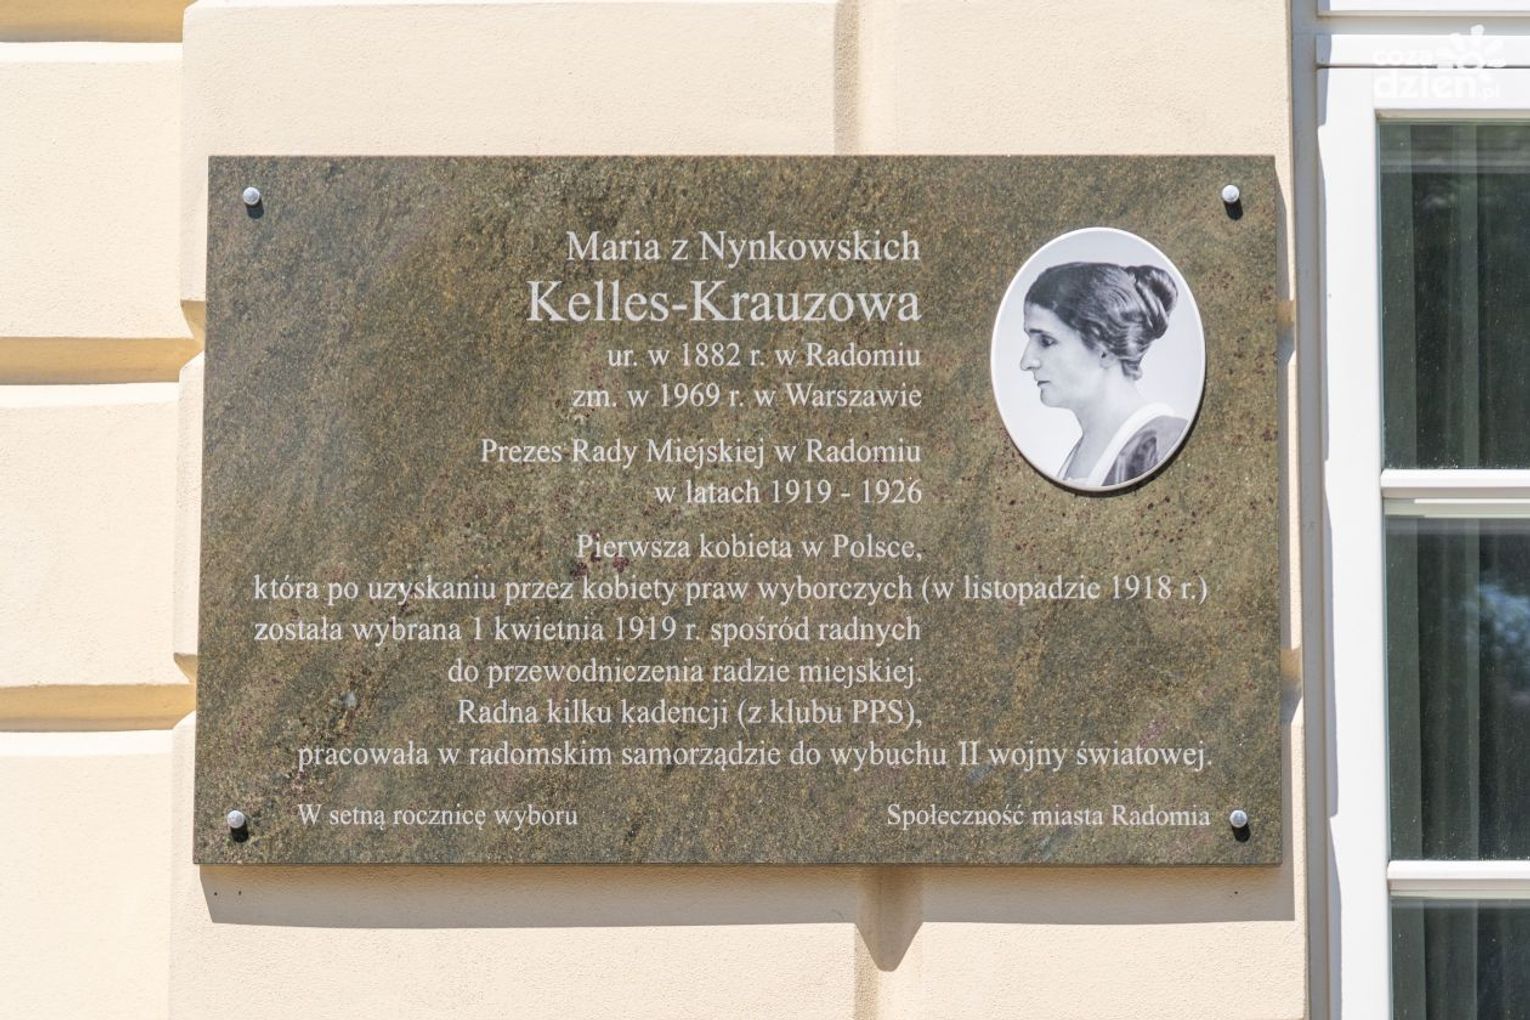 coza
dzien.pl
Maria z Nynkowskich
Kelles-Krauzowa
ur. w 1882 r. w Radomiu
zm. w 1969 r. w Warszawie
Prezes Rady Miejskiej w Radomiu
w latach 1919 - 1926
Pierwsza kobieta w Polsce,
która po uzyskaniu przez kobiety praw wyborczych (w listopadzie 1918 r.)
została wybrana 1 kwietnia 1919 r. spośród radnych
do przewodniczenia radzie miejskiej.
Radna kilku kadencji (z klubu PPS),
pracowała w radomskim samorządzie do wybuchu II wojny światowej.
W setną rocznicę wyboru
Społeczność miasta Radomia